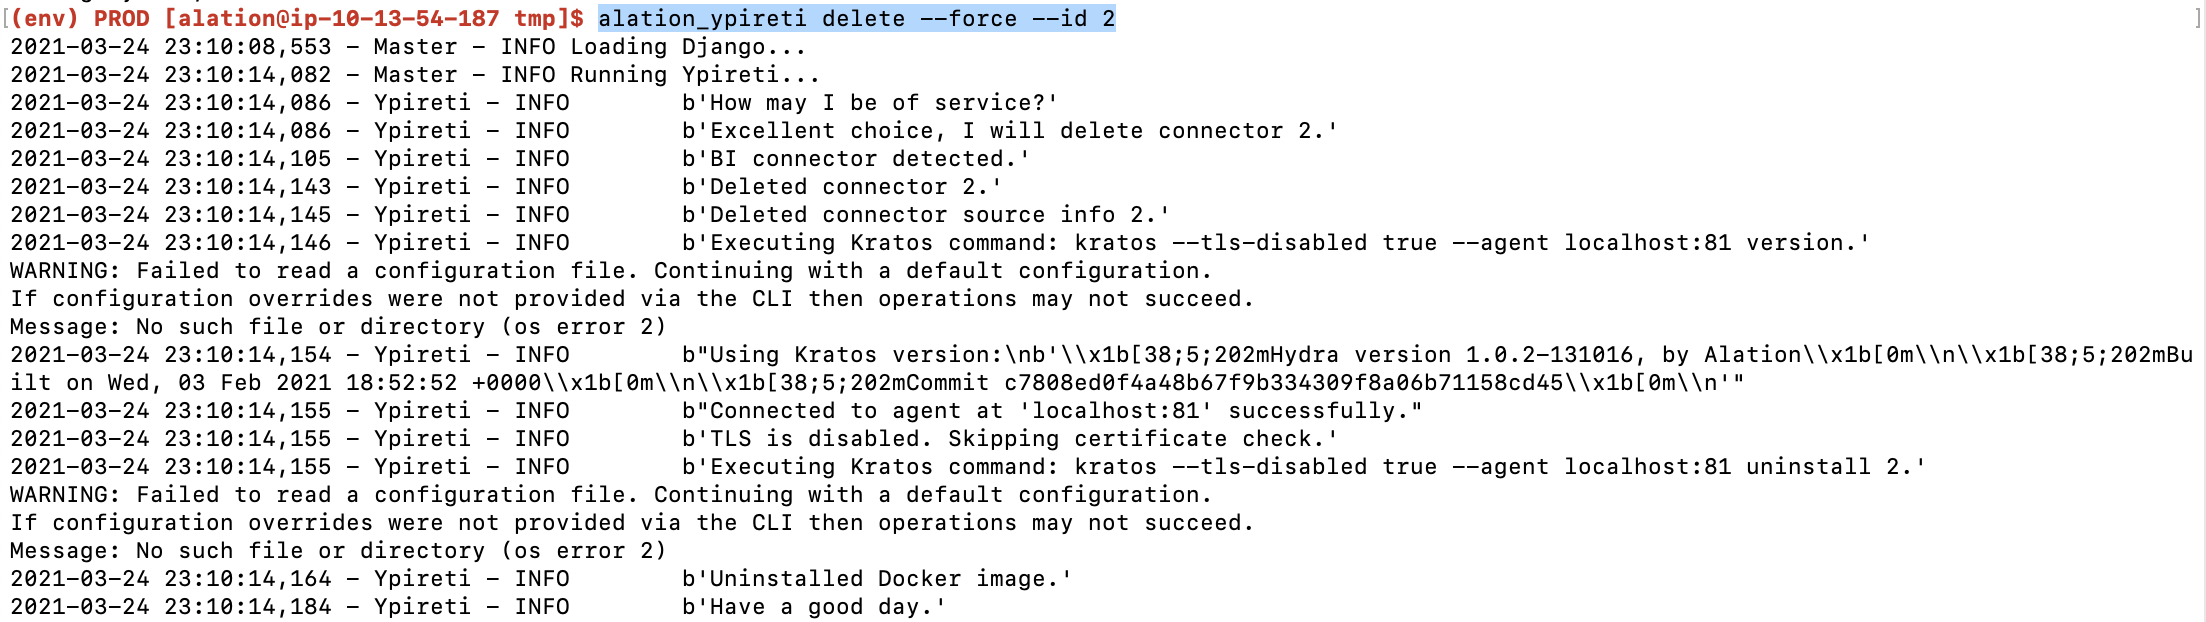 [(env) PROD [alation@ip-10-13-54-187 tmp]$ alation_ypireti delete --force --id 2 ]
2021-03-24 23:10:08,553 - Master - INFO Loading Django...
2021-03-24 23:10:14,082 - Master - INFO Running Ypireti...
2021-03-24 23:10:14,086 - Ypireti - INFO        b'How may I be of service?'
2021-03-24 23:10:14,086 - Ypireti - INFO        b'Excellent choice, I will delete connector 2.'
2021-03-24 23:10:14,105 - Ypireti - INFO        b'BI connector detected.'
2021-03-24 23:10:14,143 - Ypireti - INFO        b'Deleted connector 2.'
2021-03-24 23:10:14,145 - Ypireti - INFO        b'Deleted connector source info 2.'
2021-03-24 23:10:14,146 - Ypireti - INFO        b'Executing Kratos command: kratos --tls-disabled true --agent localhost:81 version.'
WARNING: Failed to read a configuration file. Continuing with a default configuration.
If configuration overrides were not provided via the CLI then operations may not succeed.
Message: No such file or directory (os error 2)
2021-03-24 23:10:14,154 - Ypireti - INFO        b"Using Kratos version:\nb'\\x1b[38;5;202mHydra version 1.0.2-131016, by Alation\\x1b[0m\\n\\x1b[38;5;202mBu
ilt on Wed, 03 Feb 2021 18:52:52 +0000\\x1b[0m\\n\\x1b[38;5;202mCommit c7808ed0f4a48b67f9b334309f8a06b71158cd45\\x1b[0m\\n'"
2021-03-24 23:10:14,155 - Ypireti - INFO        b"Connected to agent at 'localhost:81' successfully."
2021-03-24 23:10:14,155 - Ypireti - INFO        b'TLS is disabled. Skipping certificate check.'
2021-03-24 23:10:14,155 - Ypireti - INFO        b'Executing Kratos command: kratos --tls-disabled true --agent localhost:81 uninstall 2.'
WARNING: Failed to read a configuration file. Continuing with a default configuration.
If configuration overrides were not provided via the CLI then operations may not succeed.
Message: No such file or directory (os error 2)
2021-03-24 23:10:14,164 - Ypireti - INFO        b'Uninstalled Docker image.'
2021-03-24 23:10:14,184 - Ypireti - INFO        b'Have a good day.'